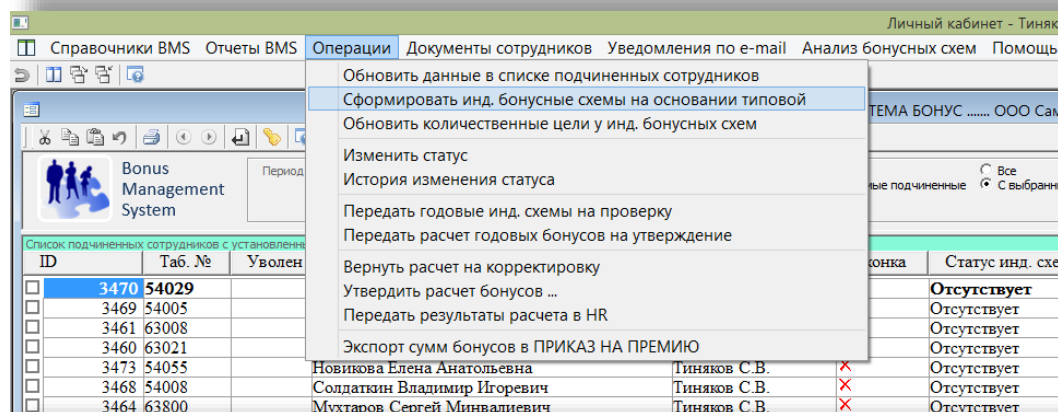 Личный кабинет - Тиняк
Справочники BMS Отчеты BMS Операции Документы сотрудников Уведомления по e-mail Анализ бонусных схем Помощь
Обновить данные в списке подчиненных сотрудников
Сформировать инд. бонусные схемы на основании типовой
Обновить количественные цели у инд. бонусных схем
Изменить статус
История изменения статуса
Передать годовые инд. схемы на проверку
Передать расчет годовых бонусов на утверждение
Вернуть расчет на корректировку
Утвердить расчет бонусов ...
Передать результаты расчета в HR
Экспорт сумм бонусов в ПРИКАЗ НА ПРЕМИЮ
ТЕМА БОНУС ....... ООО Сам
Bonus
Management
System
Период
Все
мые подчиненные С выбранн
Список подчиненных сотрудников с установленн
ID Таб. № Уволен конка Статус инд. схе
3470 54029 Отсутствует
3469 54005 Отсутствует
3461 63008 Отсутствует
3460 63021 Отсутствует
3473 54055 Новикова Елена Анатольевна Тиняков С.В. Отсутствует
3468 54008 Солдаткин Владимир Игоревич Тиняков С.В. Отсутствует
3464 63800 Мухтаров Сергей Минвалиевич Тиняков С.В. Отсутствует